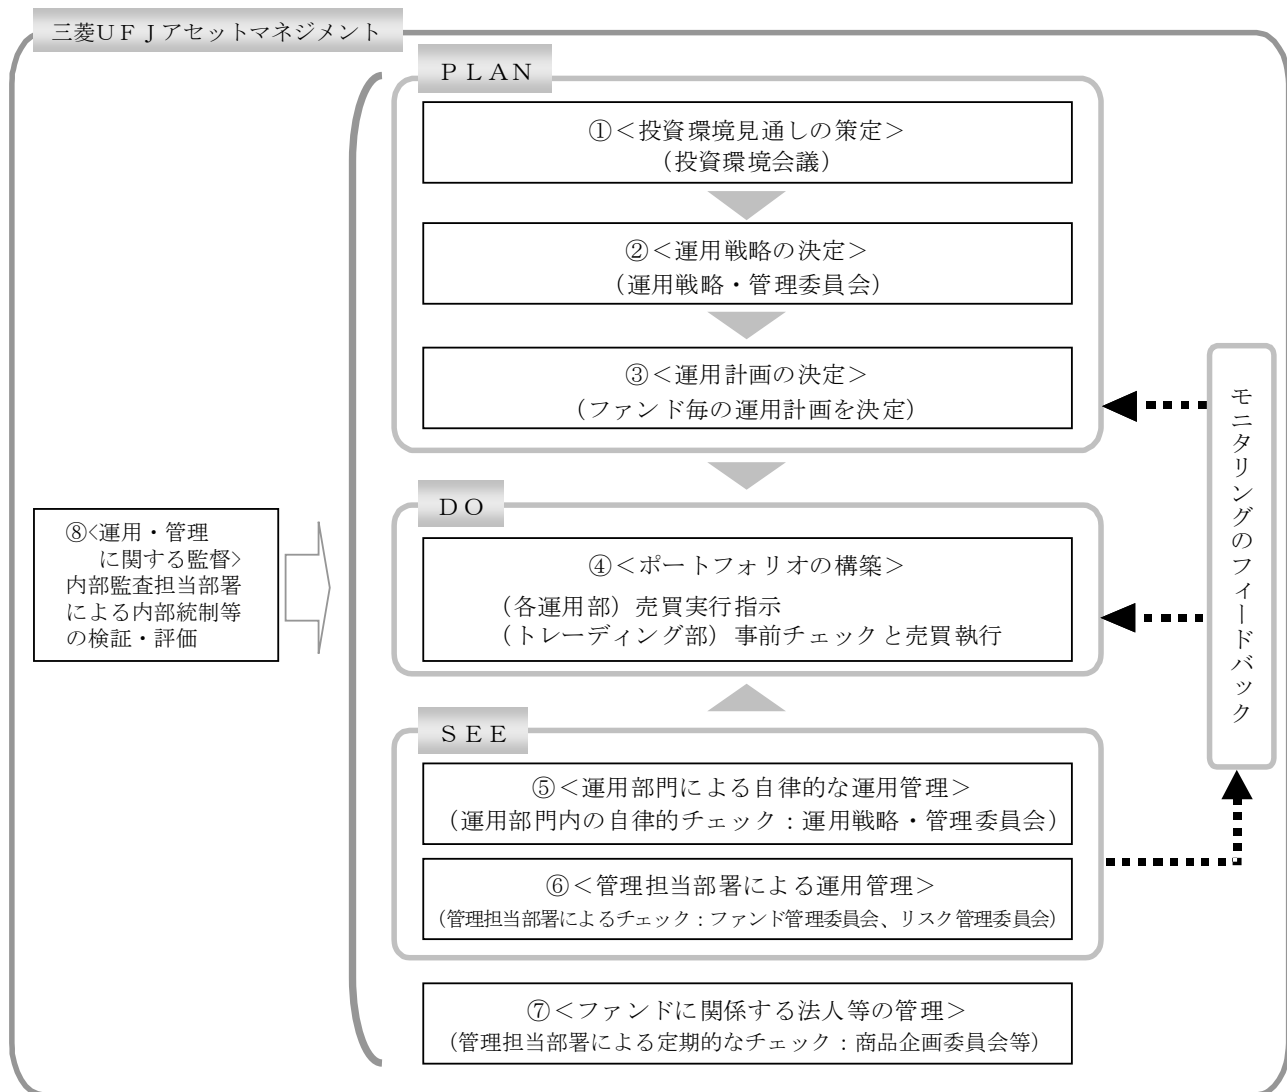 三菱ＵＦＪアセットマネジメント
ＰＬＡＮ
①＜投資環境見通しの策定＞
（投資環境会議）
②＜運用戦略の決定＞
（運用戦略・管理委員会）
③＜運用計画の決定＞
（ファンド毎の運用計画を決定）
ＤＯ
④＜ポートフォリオの構築＞
（各運用部）売買実行指示
（トレーディング部）事前チェックと売買執行
ＳＥＥ
⑤＜運用部門による自律的な運用管理＞
（運用部門内の自律的チェック：運用戦略・管理委員会）
⑥＜管理担当部署による運用管理＞
（管理担当部署によるチェック：ファンド管理委員会、リスク管理委員会）
⑦＜ファンドに関係する法人等の管理＞
（管理担当部署による定期的なチェック：商品企画委員会等）
⑧<運用・管理
に関する監督>
内部監査担当部署
による内部統制等
の検証・評価
モニタリングのフィードバック